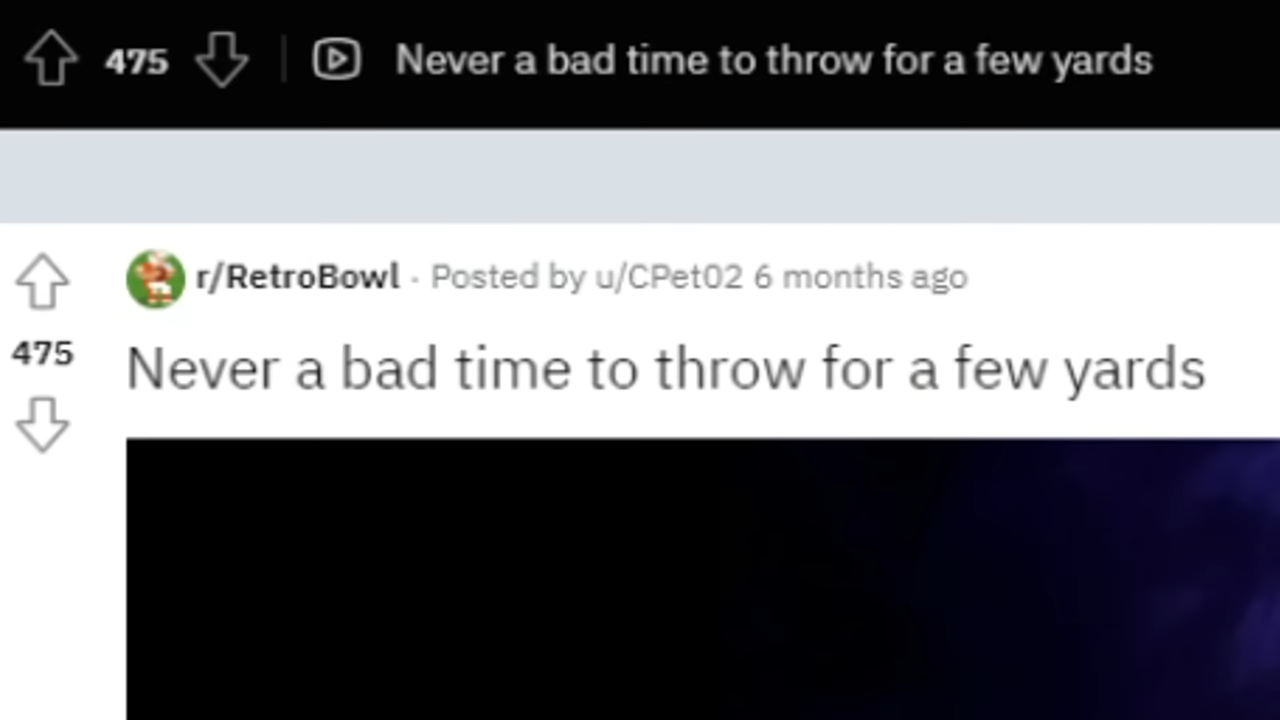 475 Never a bad time to throw for a few yards
r/RetroBowl · Posted by u/CPet02 6 months ago
475
Never a bad time to throw for a few yards